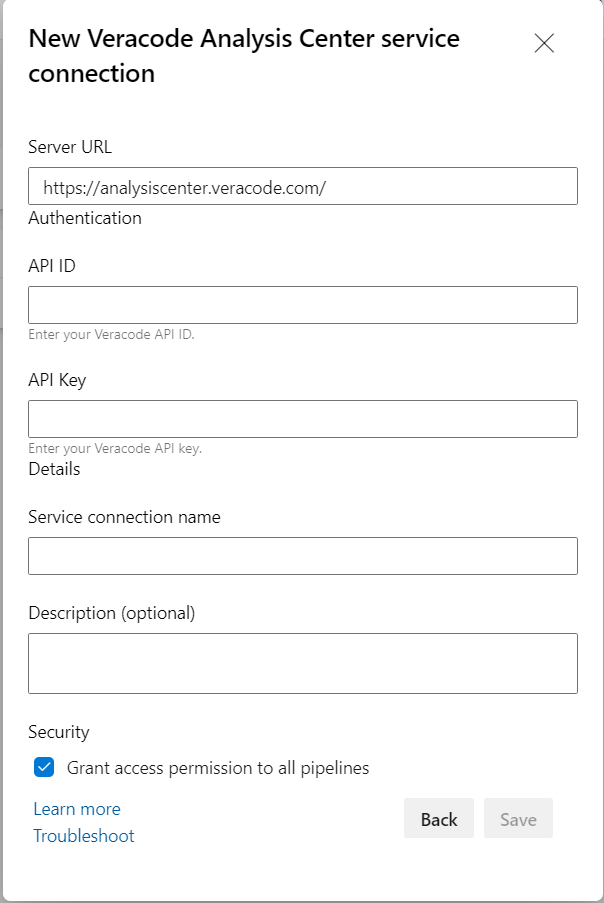 New Veracode Analysis Center service
connection
Server URL
https://analysiscenter.veracode.com/
Authentication
API ID
Enter your Veracode API ID.
API Key
Enter your Veracode API key.
Details
Service connection name
Description (optional)
Security
Grant access permission to all pipelines
Learn more
Troubleshoot
Back
Save